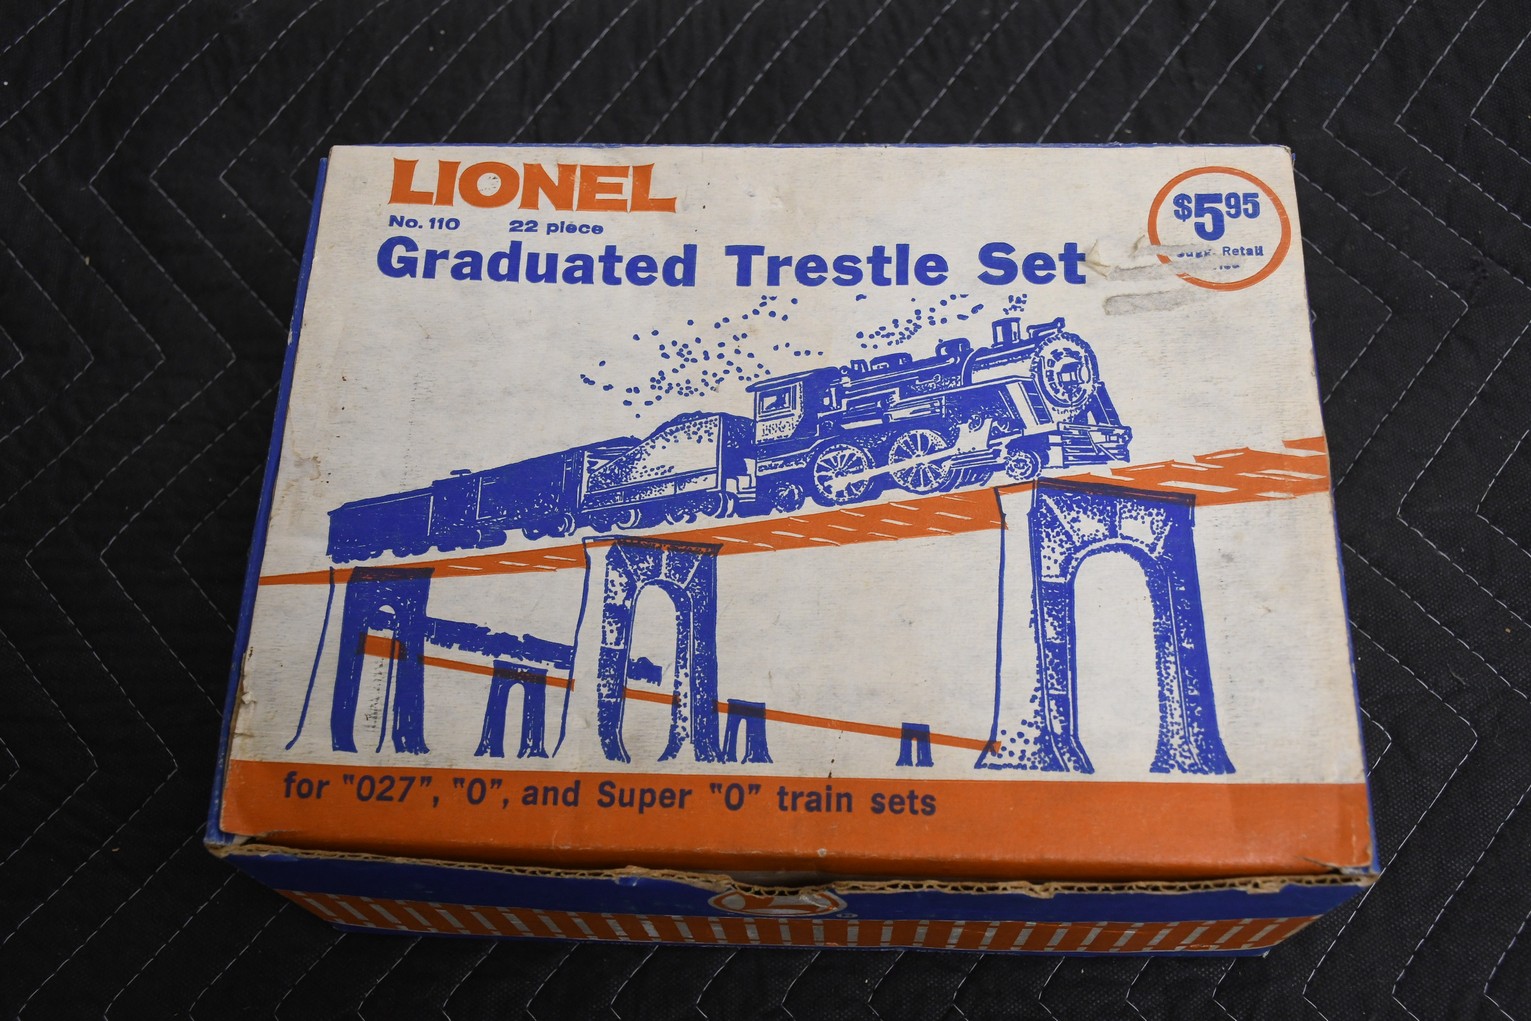 LIONEL
No. 110 22 piece
Graduated Trestle Set
$5.95
Retail
for "027", "0", and Super "0" train sets